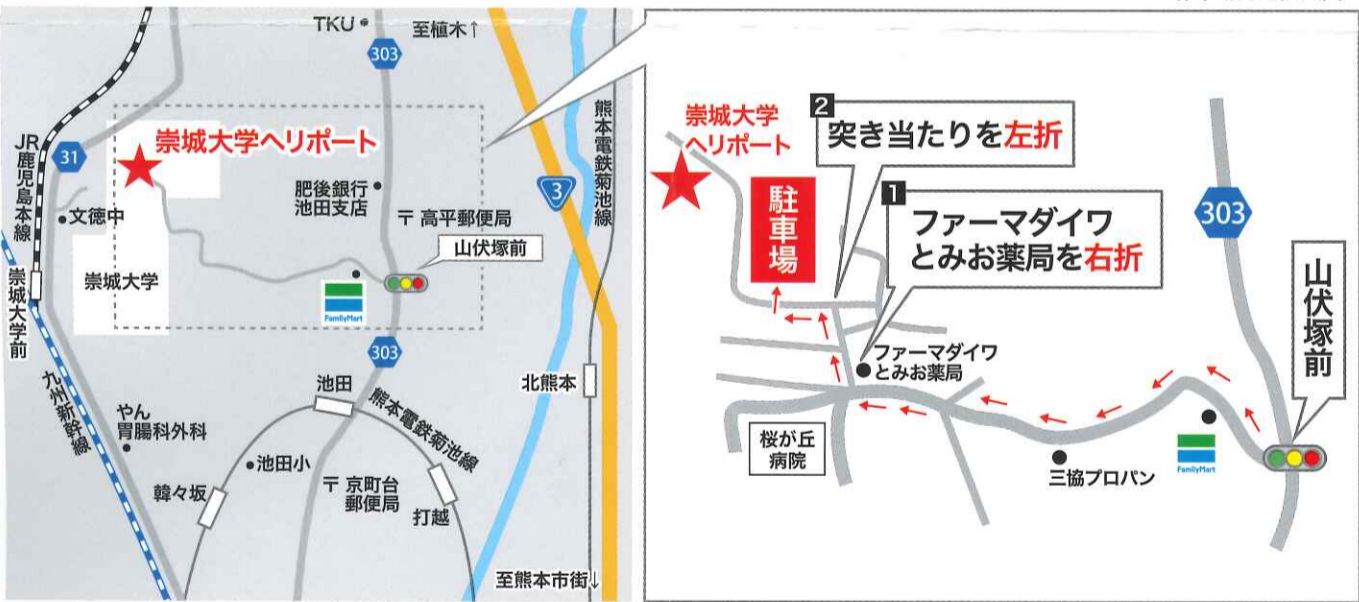 TKU
至植木↑
303
崇城大学ヘリポート
31
JR鹿児島本線
文徳中
肥後銀行
池田支店
〒高平郵便局
山伏塚前
3
熊本電鉄菊池線
崇城大学
崇城大学前
FamilyMart
303
九州新幹線
池田
熊本電鉄菊池線
北熊本
やん
胃腸科外科
池田小
〒京町台
郵便局
韓々坂
打越
至熊本市街↓
崇城大学
ヘリポート
2
突き当たりを左折
駐車場
1
ファーマダイワ
とみお薬局を右折
303
山伏塚前
ファーマダイワ
とみお薬局
桜が丘
病院
三協プロパン
FamilyMart